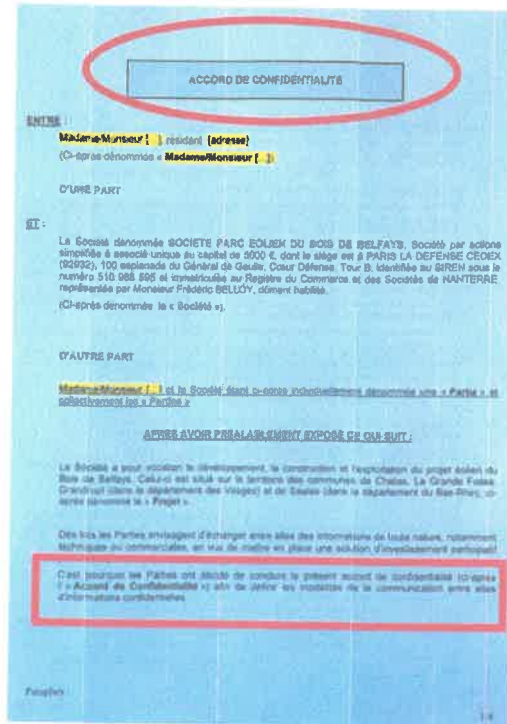 ACCORD DE CONFIDENTIALITE
ENTRE :
Madame/Monsieur [...], résidant [adresse]
(Ci-après dénommée « Madame/Monsieur [...])
D'UNE PART
ET :
La Société dénommée SOCIETE PARC EOLIEN DU BOIS DE BELFAYS, Société par actions
simplifiée à associé unique au capital de 5000 €, dont le siège est à PARIS LA DEFENSE CEDEX
(92932), 100 esplanade du Général de Gaulle, Cœur Défense, Tour B, identifiée au SIREN sous le
numéro 510 988 595 et immatriculée au Registre du Commerce et des Sociétés de NANTERRE,
représentée par Monsieur Frédéric BELLOY, dûment habilité.
(Ci-après dénommée la « Société »).
D'AUTRE PART
Madame/Monsieur [...] et la Société étant ci-après individuellement dénommée une « Partie » et
collectivement les « Parties »
APRES AVOIR PREALABLEMENT EXPOSÉ CE QUI SUIT :
La Société a pour vocation le développement, la construction et l'exploitation du projet éolien du
Bois de Belfays. Celui-ci est situé sur le territoire des communes de Chatas, La Grande Fosse,
Grandrupt (dans le département des Vosges) et de Saales (dans le département du Bas-Rhin), ci-
après dénommé le « Projet ».
Dès lors les Parties envisagent d'échanger entre elles des informations de toute nature, notamment
techniques ou commerciales, en vue de mettre en place une solution d'investissement participatif
C'est pourquoi les Parties ont décidé de conclure le présent accord de confidentialité (ci-après
l'« Accord de Confidentialité ») afin de définir les modalités de la communication entre elles
d'informations confidentielles